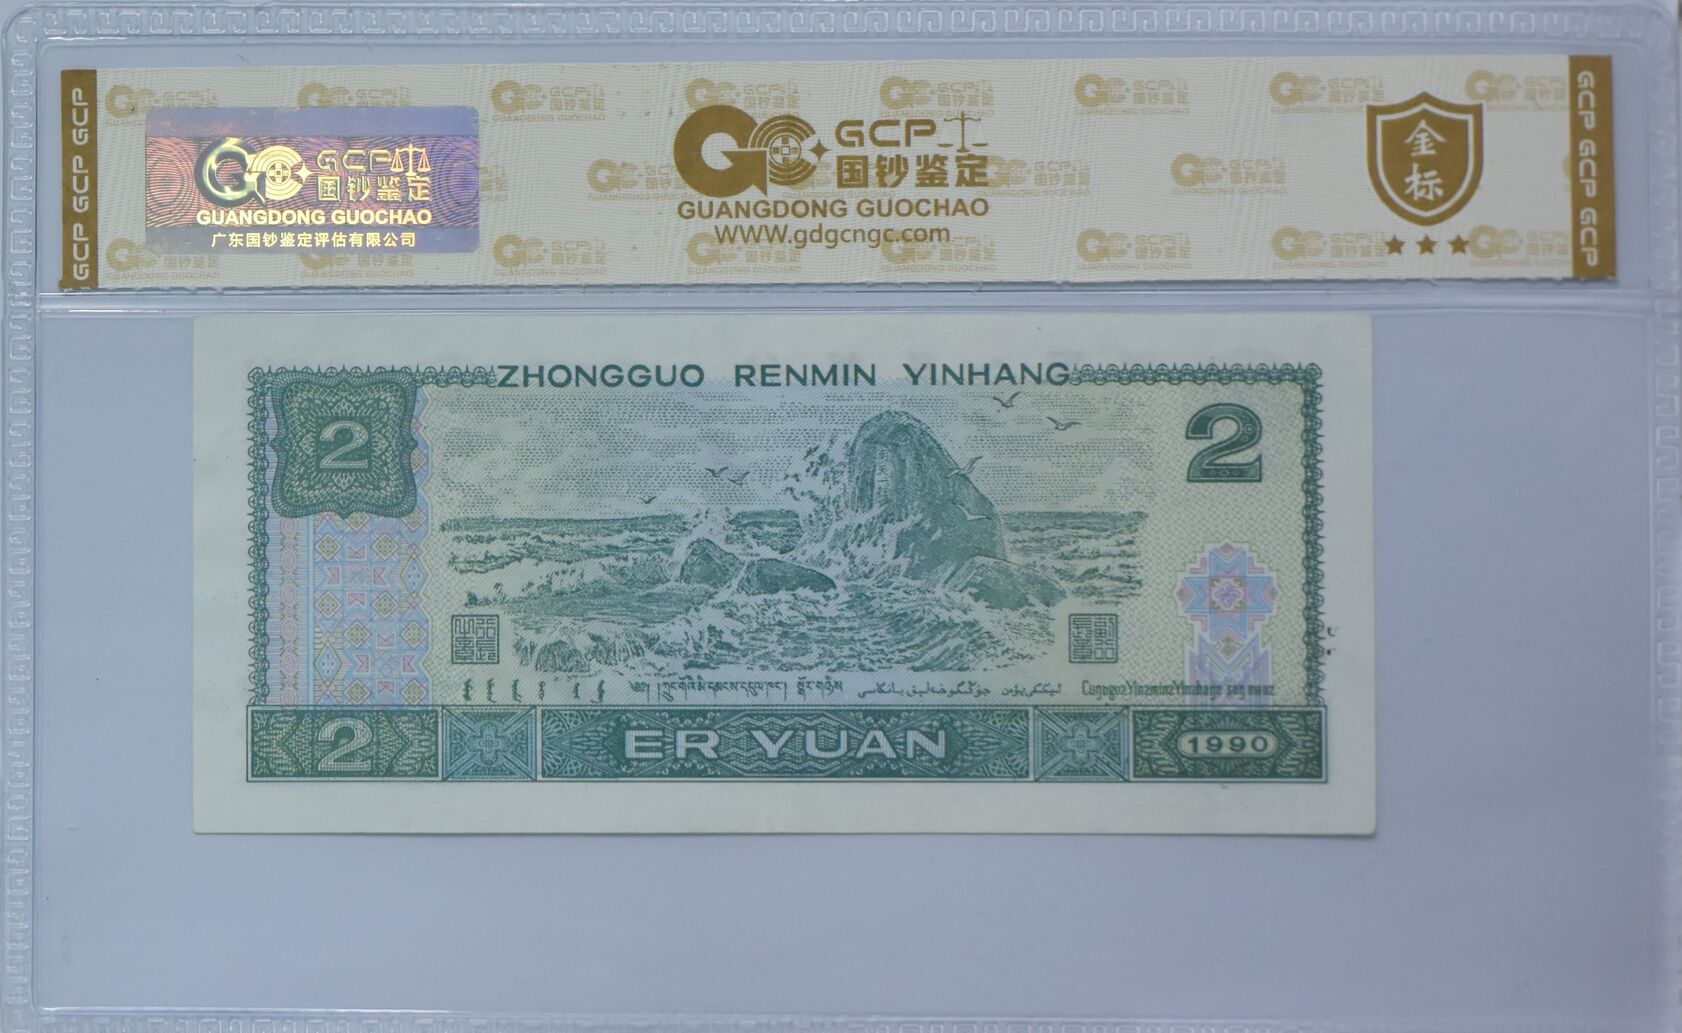 GCP GCP GCP
GCP
国钞鉴定
GUANGDONG GUOCHAO
广东国钞鉴定评估有限公司
GCP
国钞鉴定
GUANGDONG GUOCHAO
WWW.gdgcngc.com
金标
GCP GCP GCP
ZHONGGUO RENMIN YINHANG
2
2
2
ER YUAN
1990